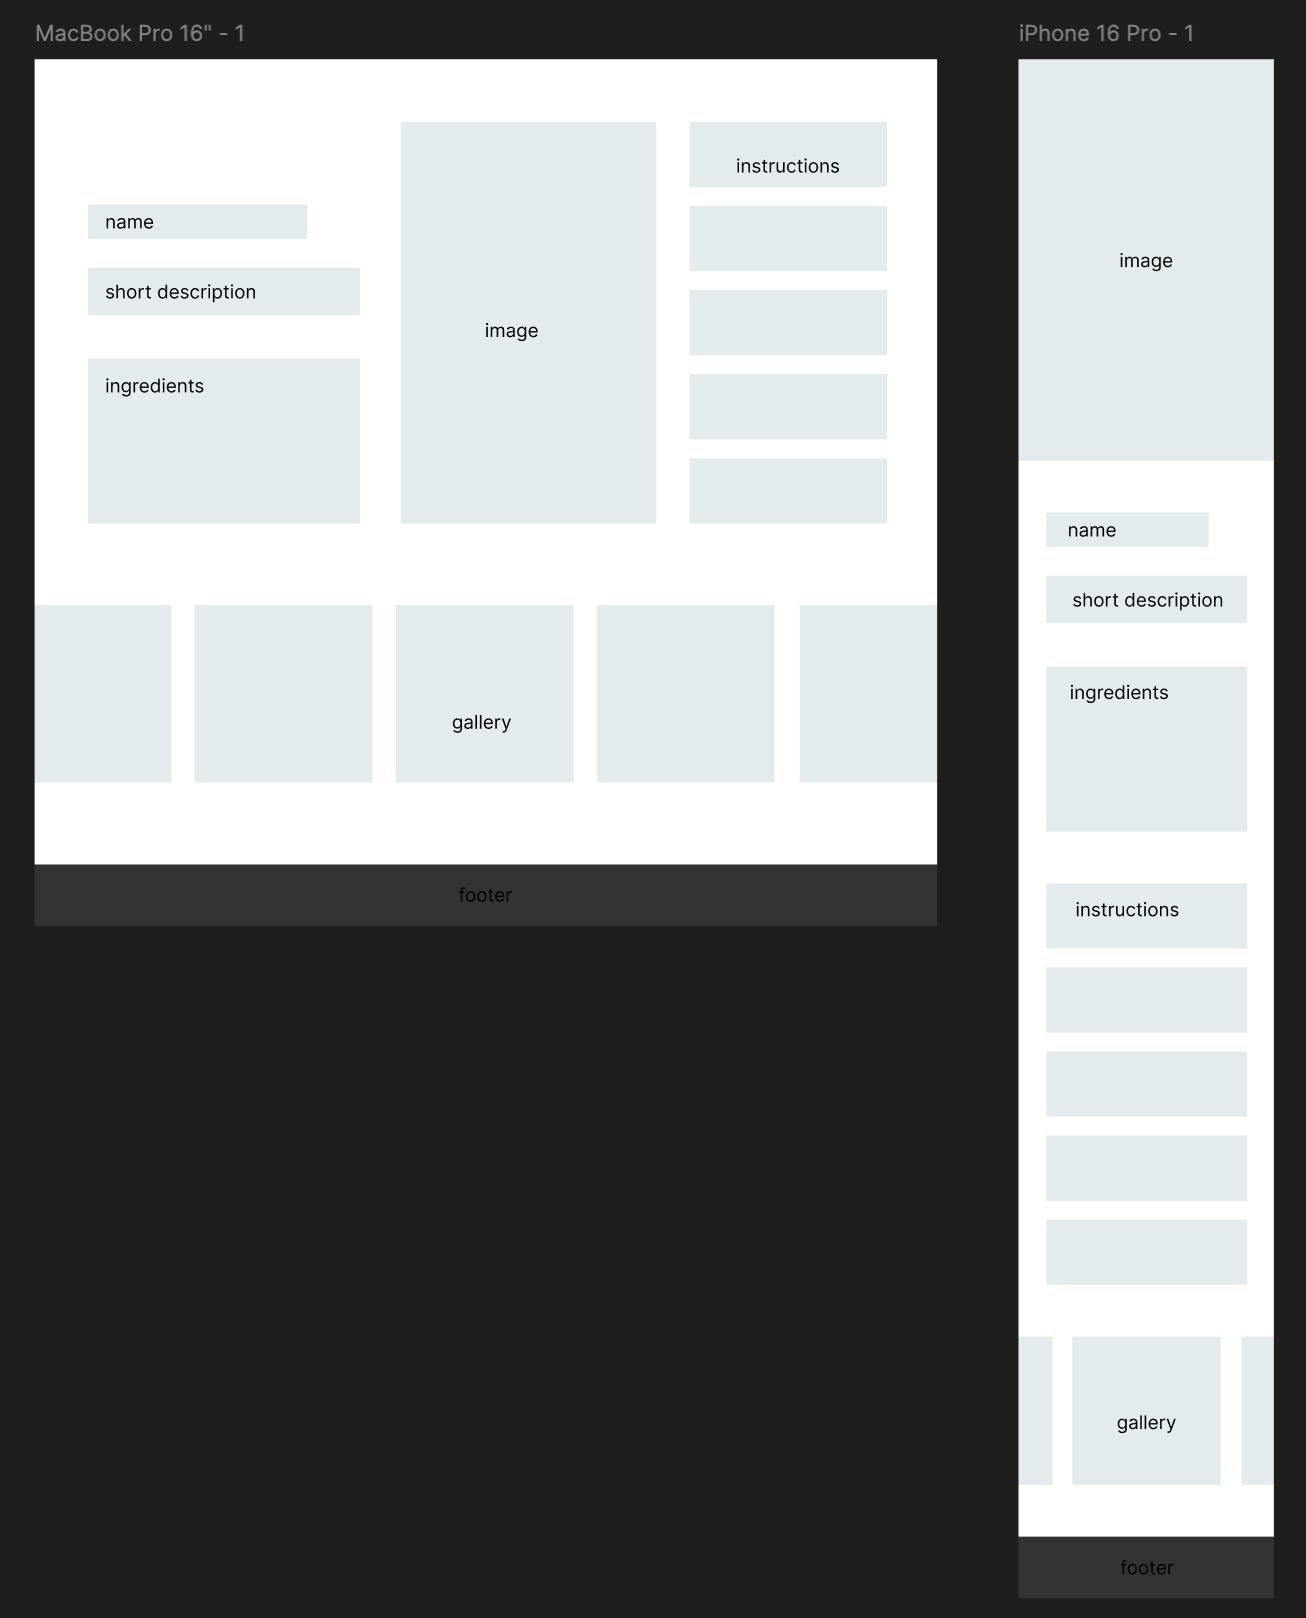 MacBook Pro 16" - 1
name
short description
ingredients
image
instructions
gallery
footer
iPhone 16 Pro - 1
image
name
short description
ingredients
instructions
gallery
footer